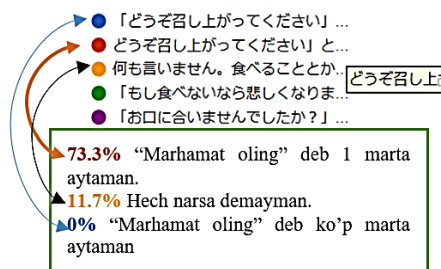 「どうぞ召し上がってください」...
どうぞ召し上がってください」と...
何も言いません。食べることとか...
どうぞ召し上
「もし食べないなら悲しくなりま...
「お口に合いませんでしたか？」...
73.3% “Marhamat oling” deb 1 marta
aytaman.
11.7% Hech narsa demayman.
0% “Marhamat oling” deb ko’p marta
aytaman